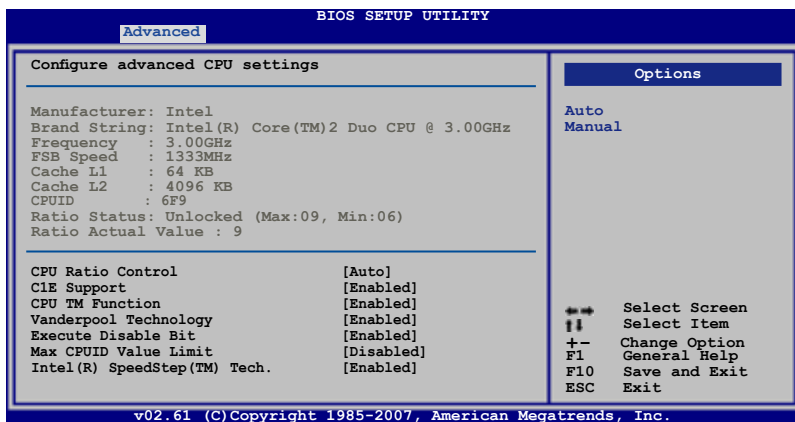 BIOS SETUP UTILITY
Advanced
Configure advanced CPU settings
Manufacturer: Intel
Brand String: Intel(R) Core(TM)2 Duo CPU @ 3.00GHz
Frequency : 3.00GHz
FSB Speed : 1333MHz
Cache L1 : 64 KB
Cache L2 : 4096 KB
CPUID : 6F9
Ratio Status: Unlocked (Max:09, Min:06)
Ratio Actual Value : 9
CPU Ratio Control [Auto]
C1E Support [Enabled]
CPU TM Function [Enabled]
Vanderpool Technology [Enabled]
Execute Disable Bit [Enabled]
Max CPUID Value Limit [Disabled]
Intel(R) SpeedStep(TM) Tech. [Enabled]
Options
Auto
Manual
←→ Select Screen
↑↓ Select Item
+- Change Option
F1 General Help
F10 Save and Exit
ESC Exit
v02.61 (C)Copyright 1985-2007, American Megatrends, Inc.